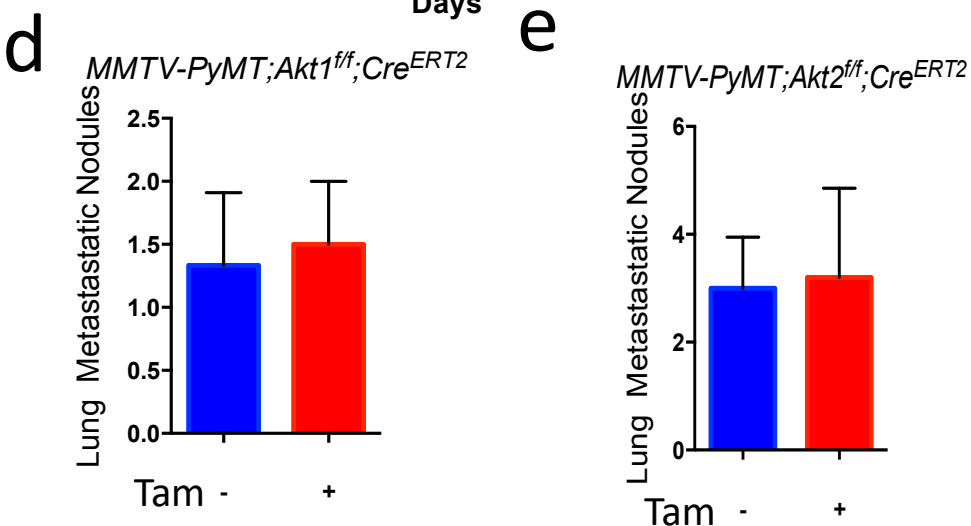 Days
d
MMTV-PyMT;Akt1f/f;CreERT2
Lung Metastastatic Nodules
2.5
2.0
1.5
1.0
0.5
0.0
Tam - +
e
MMTV-PyMT;Akt2f/f;CreERT2
Lung Metastastatic Nodules
6
4
2
0
Tam - +